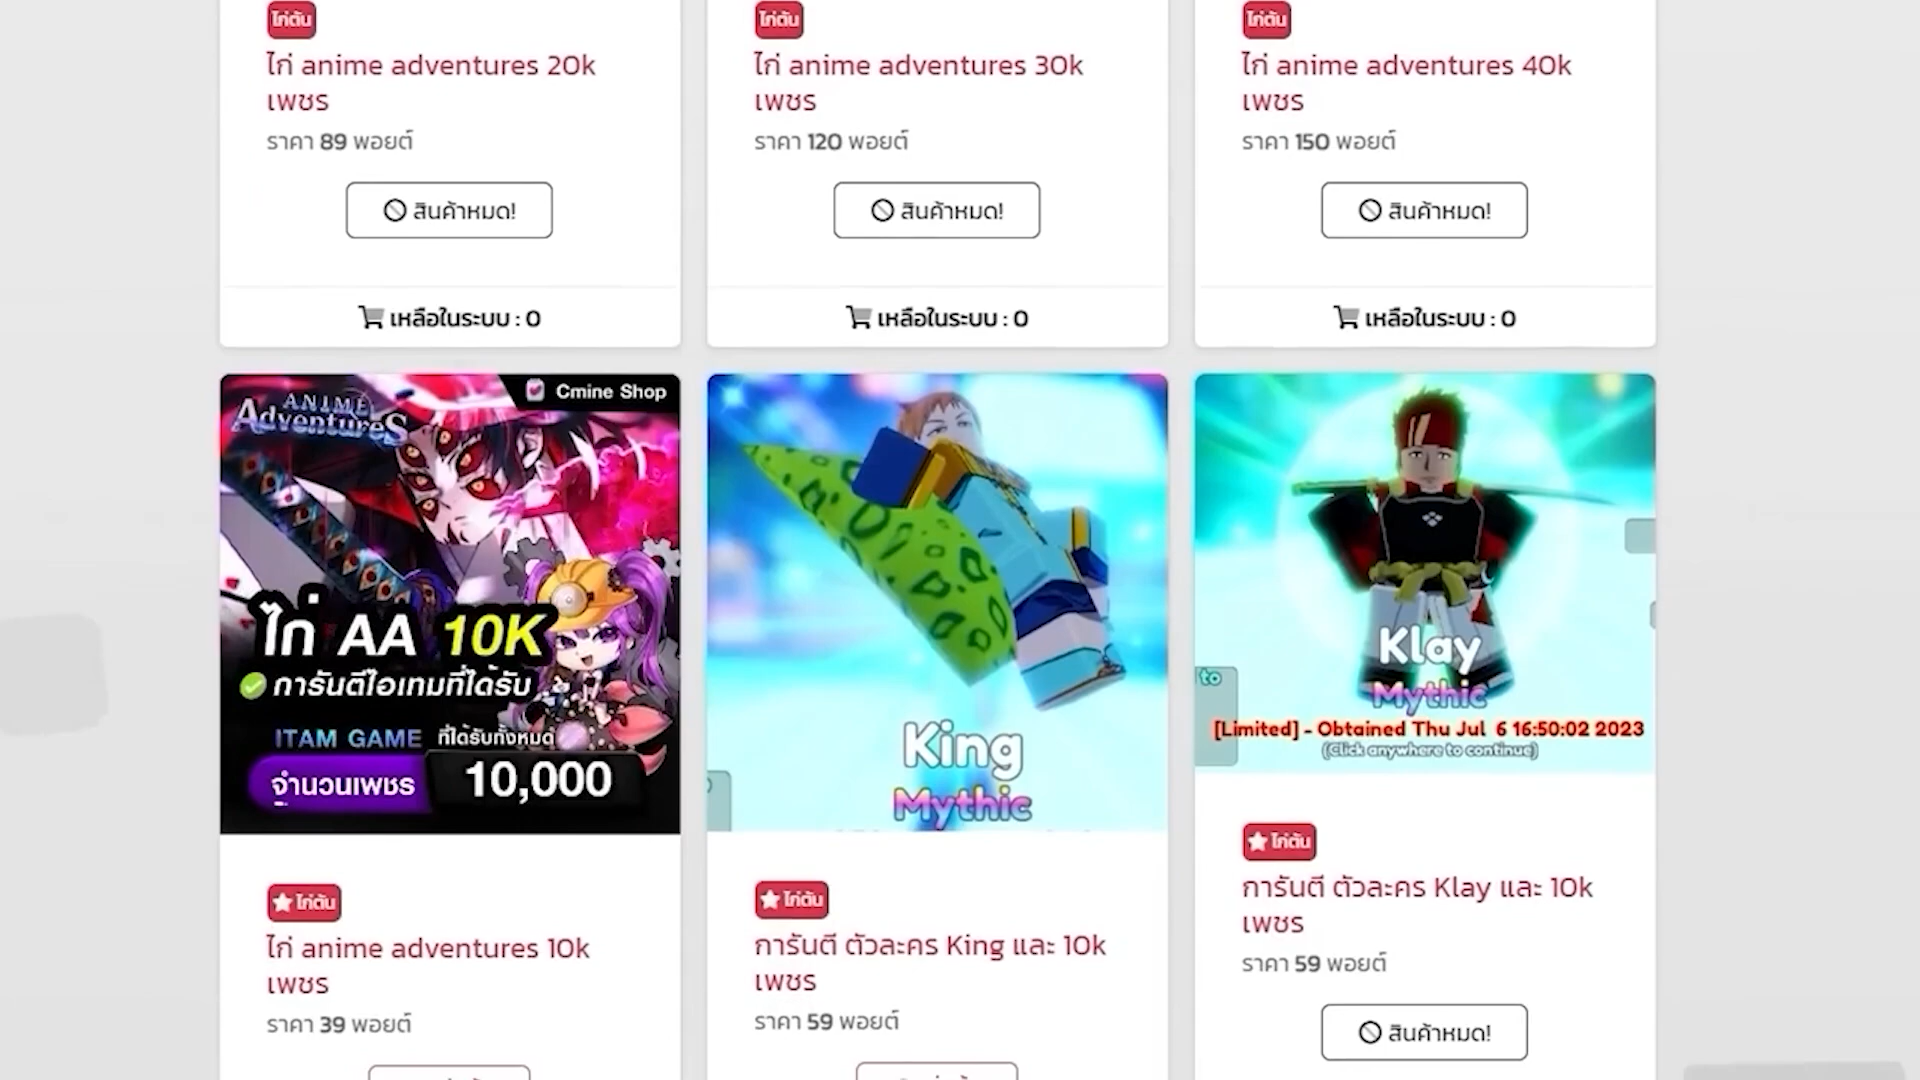 ไก่ตัน
ไก่ anime adventures 20k
เพชร
ราคา 89 พอยต์
สินค้าหมด!
เหลือในระบบ : 0
ไก่ตัน
ไก่ anime adventures 30k
เพชร
ราคา 120 พอยต์
สินค้าหมด!
เหลือในระบบ : 0
ไก่ตัน
ไก่ anime adventures 40k
เพชร
ราคา 150 พอยต์
สินค้าหมด!
เหลือในระบบ : 0
ANIME
Adventures
Cmine Shop
ไก่ AA 10K
การันตีไอเทมที่ได้รับ
ITAM GAME ที่ได้รับทั้งหมด
จำนวนเพชร 10,000
ไก่ตัน
ไก่ anime adventures 10k
เพชร
ราคา 39 พอยต์
King
Mythic
ไก่ตัน
การันตี ตัวละคร King และ 10k
เพชร
ราคา 59 พอยต์
to
Klay
Mythic
[Limited] - Obtained Thu Jul 6 16:50:02 2023
(Click anywhere to continue)
ไก่ตัน
การันตี ตัวละคร Klay และ 10k
เพชร
ราคา 59 พอยต์
สินค้าหมด!